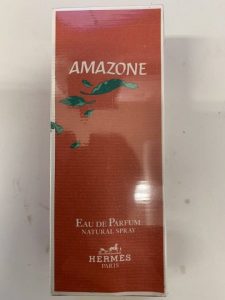 AMAZONE
EAU DE PARFUM
NATURAL SPRAY
HERMÈS
PARIS